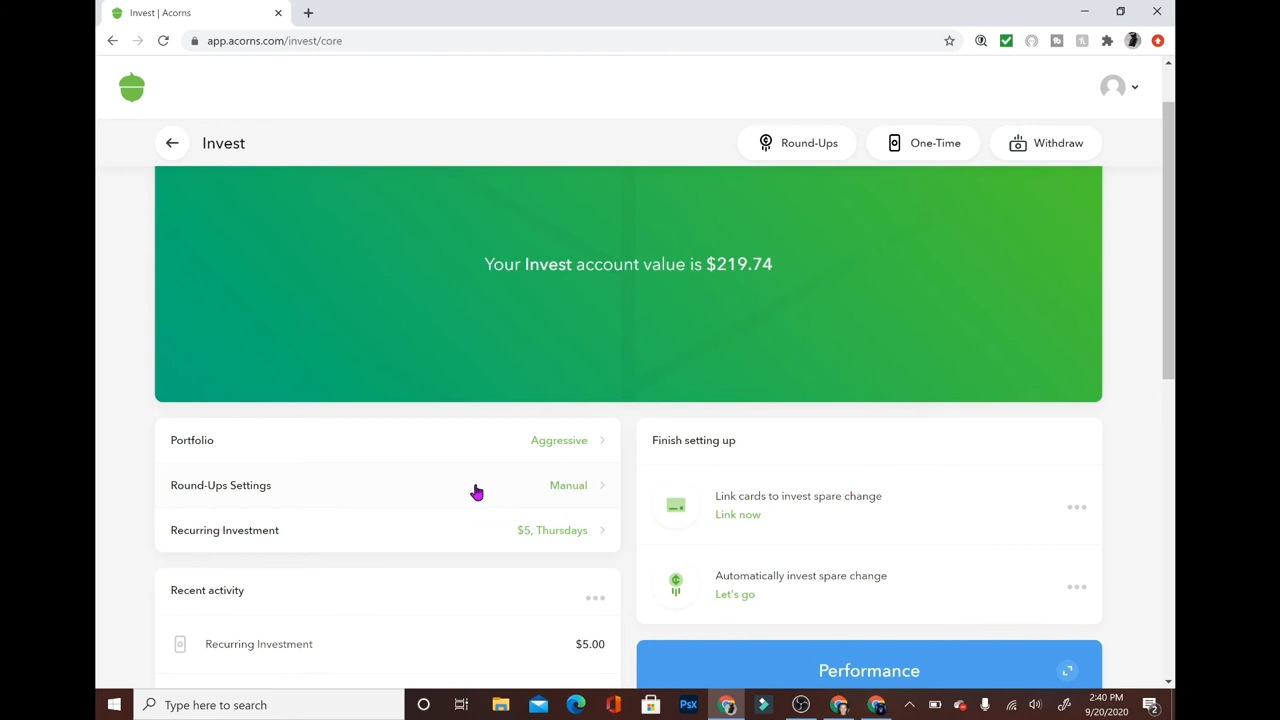 Invest | Acorns
app.acorns.com/invest/core
Invest
Round-Ups
One-Time
Withdraw
Your Invest account value is $219.74
Portfolio
Aggressive
Round-Ups Settings
Manual
Recurring Investment
$5, Thursdays
Finish setting up
Link cards to invest spare change
Link now
Automatically invest spare change
Let's go
Recent activity
Recurring Investment
$5.00
Performance
Type here to search
Psx
2:40 PM
9/20/2020
2